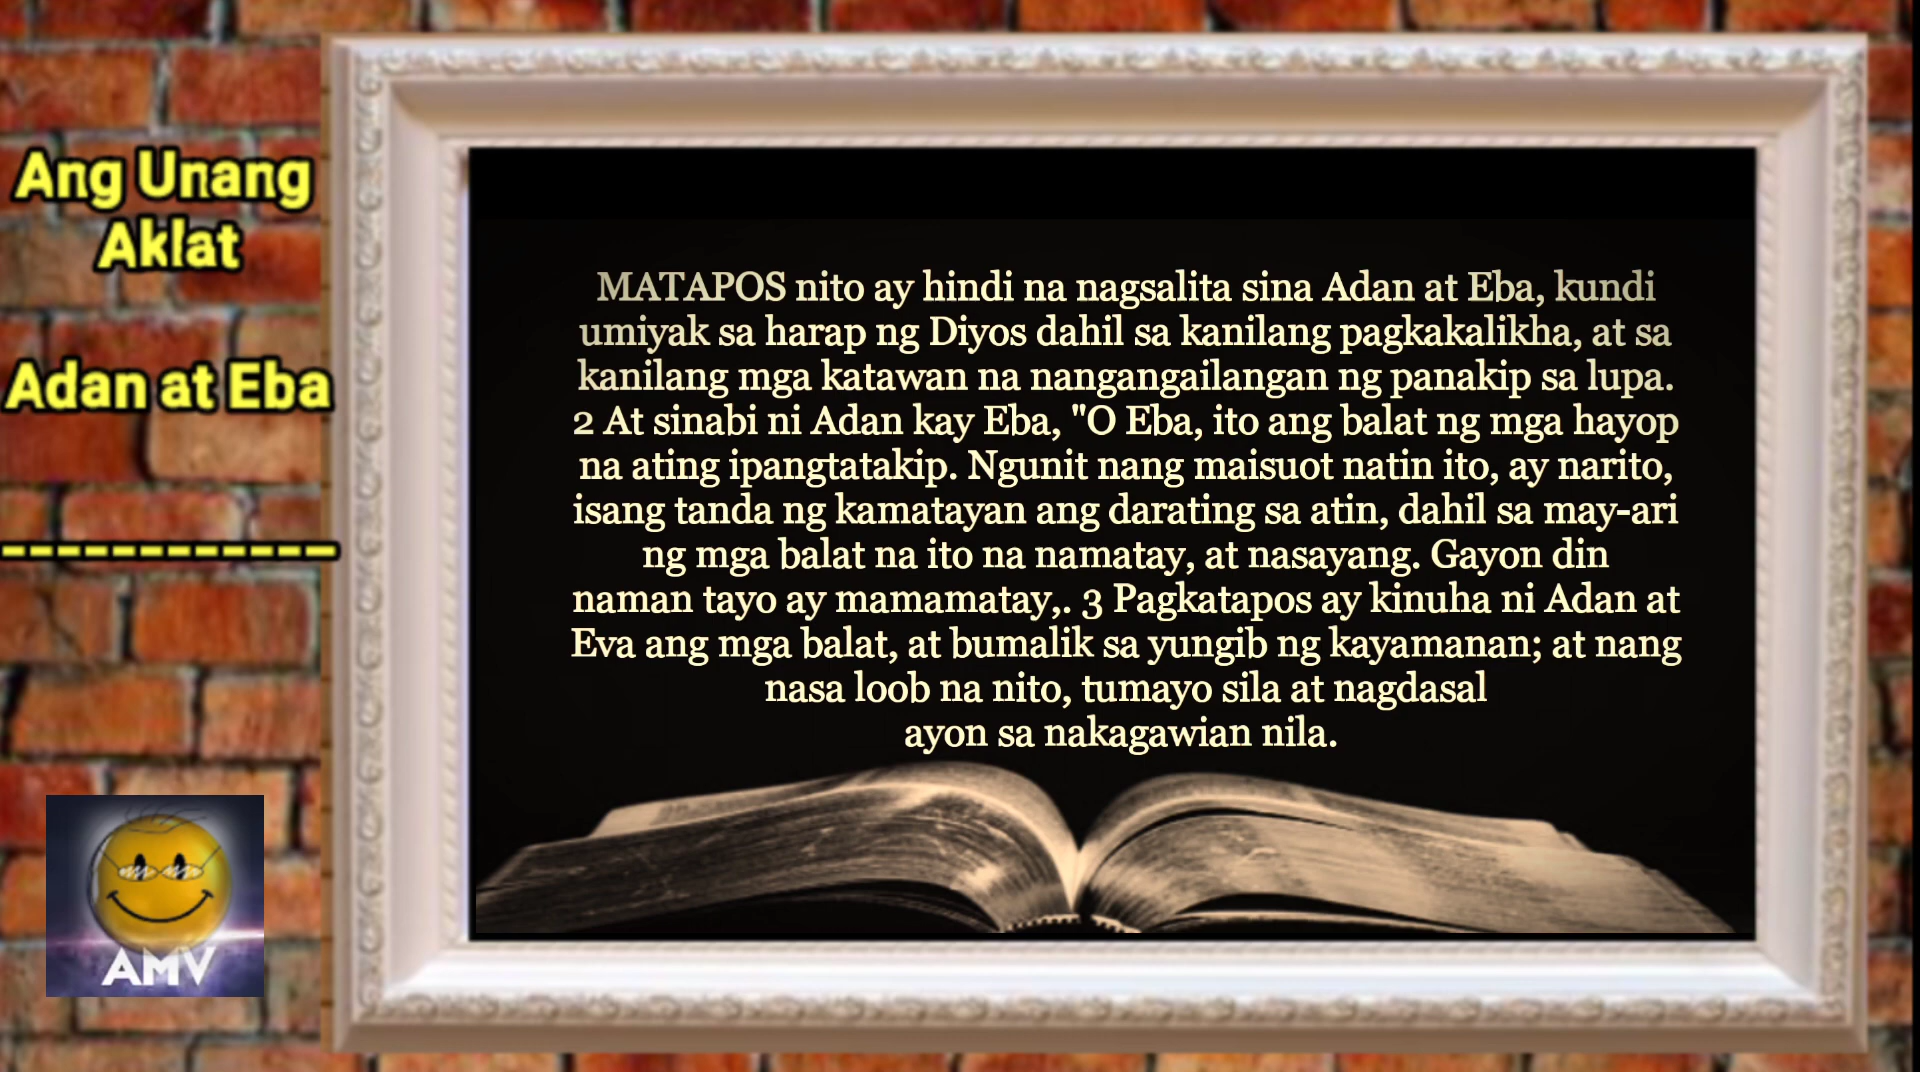 Ang Unang
Aklat
Adan at Eba
--------------
MATAPOS nito ay hindi na nagsalita sina Adan at Eba, kundi
umiyak sa harap ng Diyos dahil sa kanilang pagkakalikha, at sa
kanilang mga katawan na nangangailangan ng panakip sa lupa.
2 At sinabi ni Adan kay Eba, "O Eba, ito ang balat ng mga hayop
na ating ipangtatakip. Ngunit nang maisuot natin ito, ay narito,
isang tanda ng kamatayan ang darating sa atin, dahil sa may-ari
ng mga balat na ito na namatay, at nasayang. Gayon din
naman tayo ay mamamatay,. 3 Pagkatapos ay kinuha ni Adan at
Eva ang mga balat, at bumalik sa yungib ng kayamanan; at nang
nasa loob na nito, tumayo sila at nagdasal
ayon sa nakagawian nila.
AMV